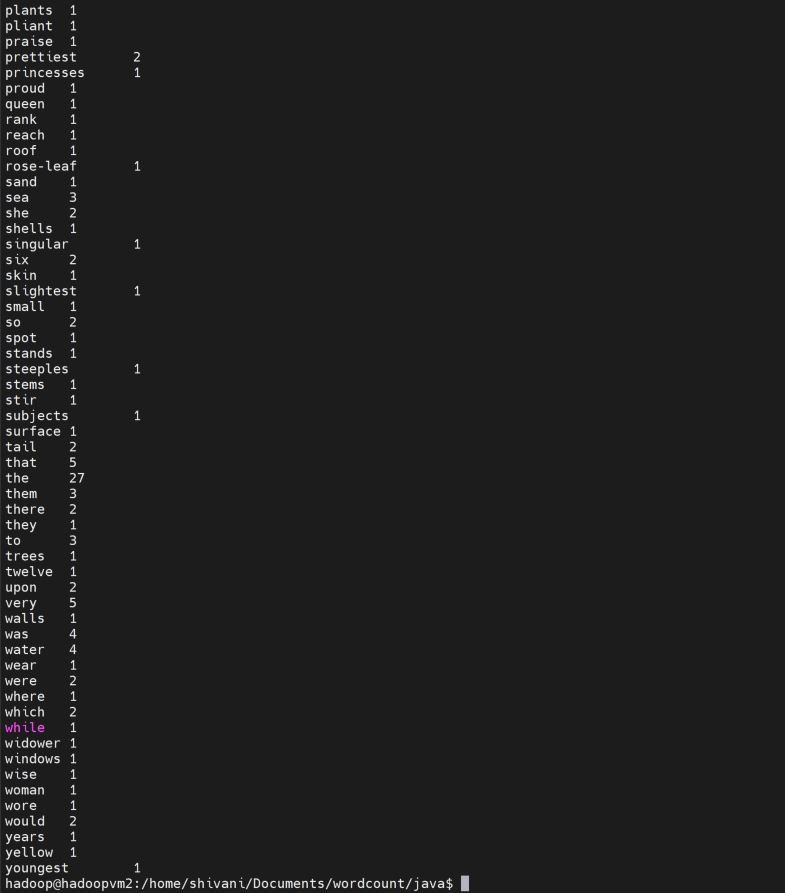 plants 1
pliant 1
praise 1
prettiest 2
princesses 1
proud 1
queen 1
rank 1
reach 1
roof 1
rose-leaf 1
sand 1
sea 3
she 2
shells 1
singular 1
six 2
skin 1
slightest 1
small 1
so 2
spot 1
stands 1
steeples 1
stems 1
stir 1
subjects 1
surface 1
tail 2
that 5
the 27
them 3
there 2
they 1
to 3
trees 1
twelve 1
upon 2
very 5
walls 1
was 4
water 4
wear 1
were 2
where 1
which 2
while 1
widower 1
windows 1
wise 1
woman 1
wore 1
would 2
years 1
yellow 1
youngest 1
hadoop@hadoopvm2:/home/shivani/Documents/wordcount/java$